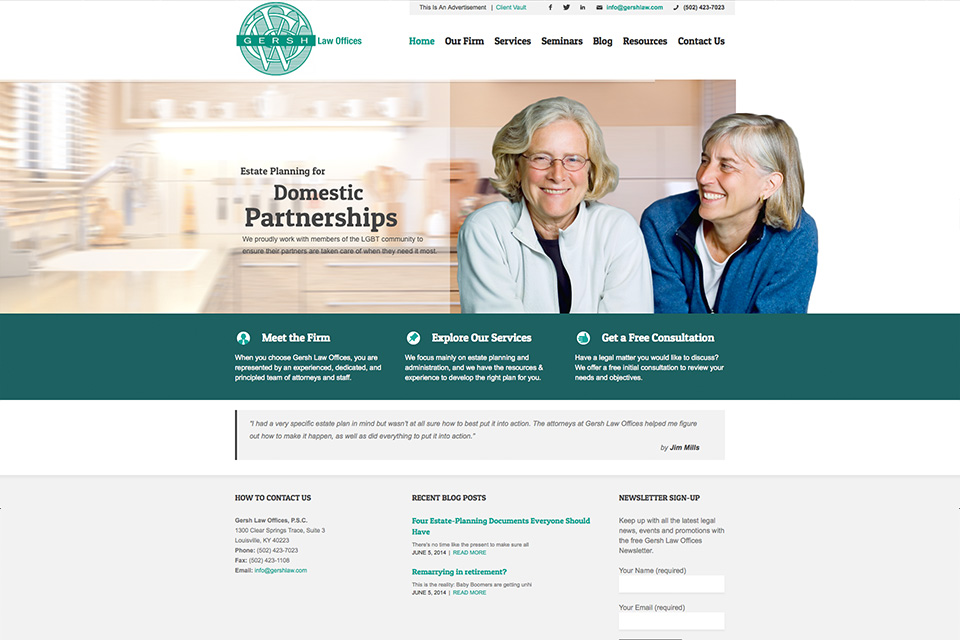 This Is An Advertisement | Client Vault
info@gershlaw.com
(502) 423-7023
GERSH Law Offices
Home Our Firm Services Seminars Blog Resources Contact Us
Estate Planning for
Domestic
Partnerships
We proudly work with members of the LGBT community to
ensure their partners are taken care of when they need it most.
Meet the Firm
When you choose Gersh Law Offices, you are
represented by an experienced, dedicated, and
principled team of attorneys and staff.
Explore Our Services
We focus mainly on estate planning and
administration, and we have the resources &
experience to develop the right plan for you.
Get a Free Consultation
Have a legal matter you would like to discuss?
We offer a free initial consultation to review your
needs and objectives.
"I had a very specific estate plan in mind but wasn't at all sure how to best put it into action. The attorneys at Gersh Law Offices helped me figure
out how to make it happen, as well as did everything to put it into action."
by Jim Mills
HOW TO CONTACT US
Gersh Law Offices, P.S.C.
1300 Clear Springs Trace, Suite 3
Louisville, KY 40223
Phone: (502) 423-7023
Fax: (502) 423-1108
Email: info@gershlaw.com
RECENT BLOG POSTS
Four Estate-Planning Documents Everyone Should
Have
There's no time like the present to make sure all
JUNE 5, 2014 | READ MORE
Remarrying in retirement?
This is the reality: Baby Boomers are getting unhi
JUNE 5, 2014 | READ MORE
NEWSLETTER SIGN-UP
Keep up with all the latest legal
news, events and promotions with
the free Gersh Law Offices
Newsletter.
Your Name (required)
Your Email (required)